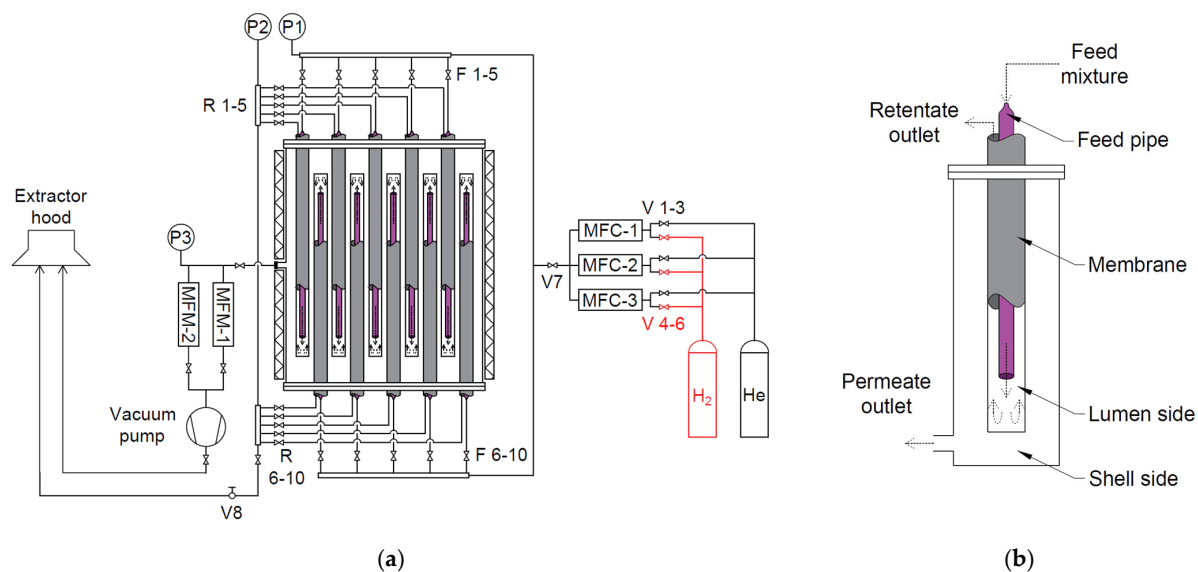 P2
P1
F 1-5
R 1-5
Extractor
hood
P3
MFM-2
MFM-1
Vacuum
pump
R
6-10
F 6-10
V8
V7
V 1-3
MFC-1
MFC-2
MFC-3
V 4-6
H2
He
(a)
Feed
mixture
Retentate
outlet
Feed pipe
Membrane
Permeate
outlet
Lumen side
Shell side
(b)